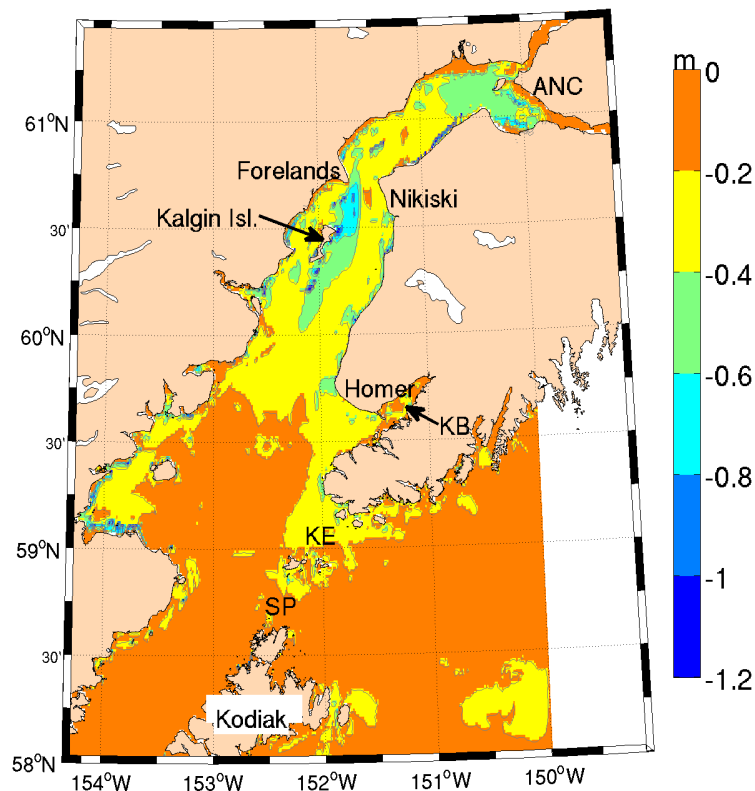 m
0
ANC
-0.2
61°N
Forelands
Nikiski
Kalgin Isl.
30'
-0.4
60°N
-0.6
Homer
KB
30'
-0.8
59°N
KE
-1
SP
30'
-1.2
Kodiak
58°N
154°W
153°W
152°W
151°W
150°W